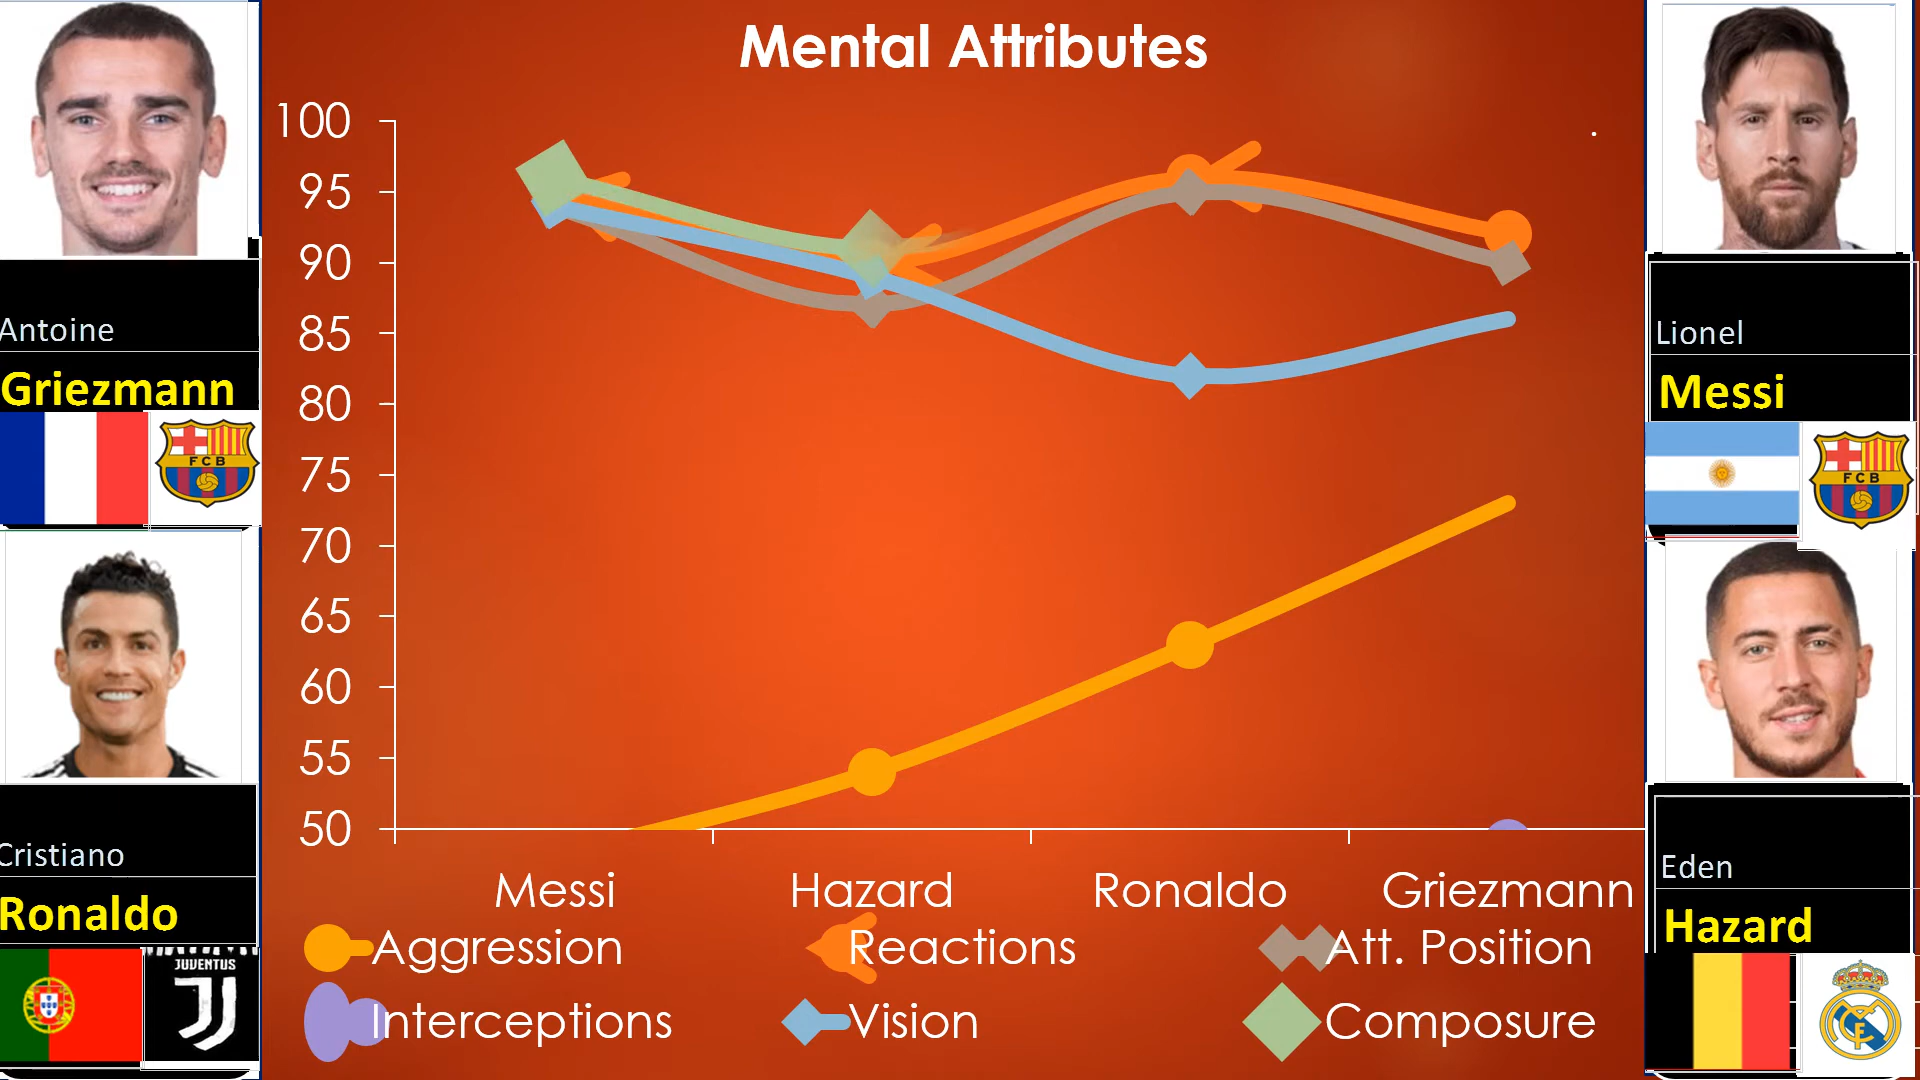 Mental Attributes
100
95
90
85
80
75
70
65
60
55
50
Messi Hazard Ronaldo Griezmann
Aggression Reactions Att. Position
Interceptions Vision Composure
Antoine
Griezmann
FCB
Cristiano
Ronaldo
JUVENTUS
Lionel
Messi
FCB
Eden
Hazard